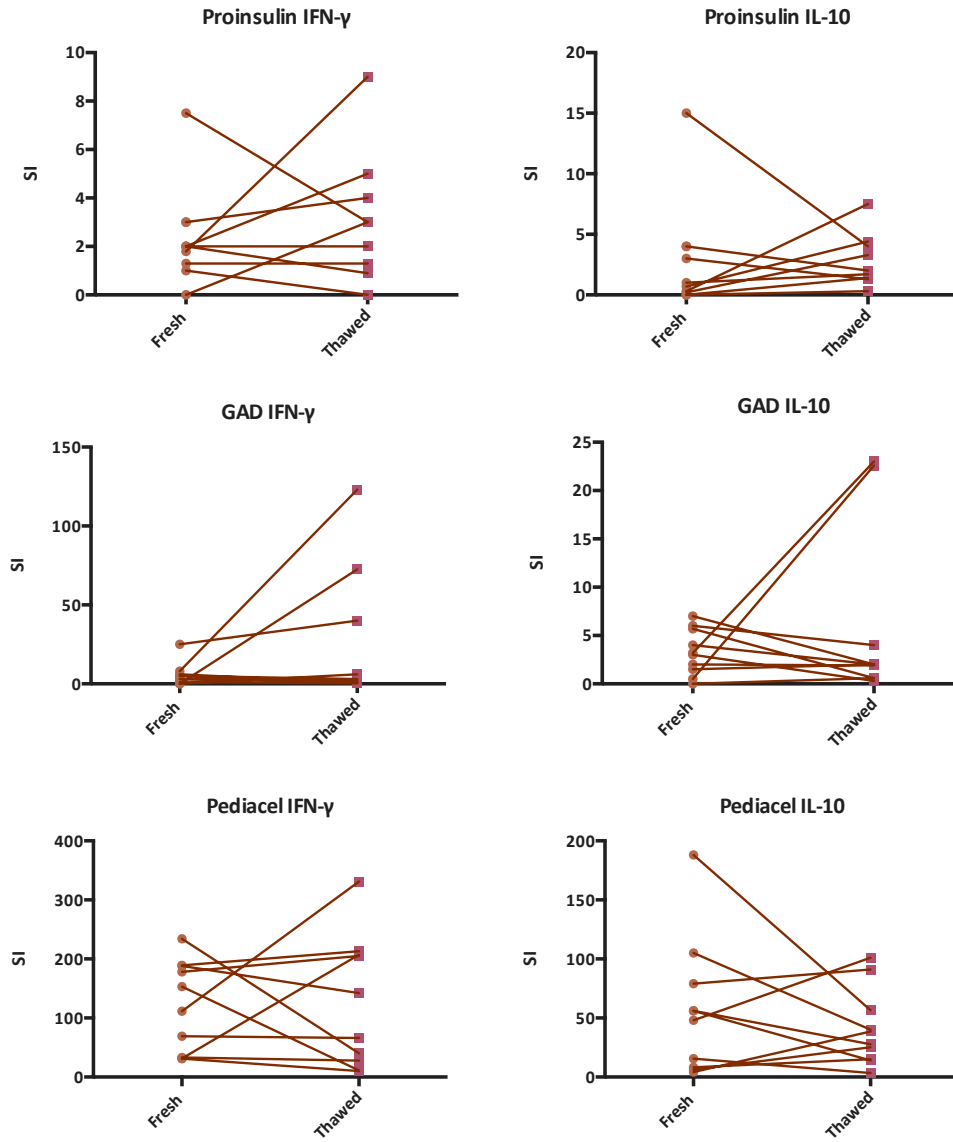 Proinsulin IFN-γ
10
8
6
4
2
0
SI
Fresh
Thawed
Proinsulin IL-10
20
15
10
5
0
SI
Fresh
Thawed
GAD IFN-γ
150
100
50
0
SI
Fresh
Thawed
GAD IL-10
25
20
15
10
5
0
SI
Fresh
Thawed
Pediacel IFN-γ
400
300
200
100
0
SI
Fresh
Thawed
Pediacel IL-10
200
150
100
50
0
SI
Fresh
Thawed